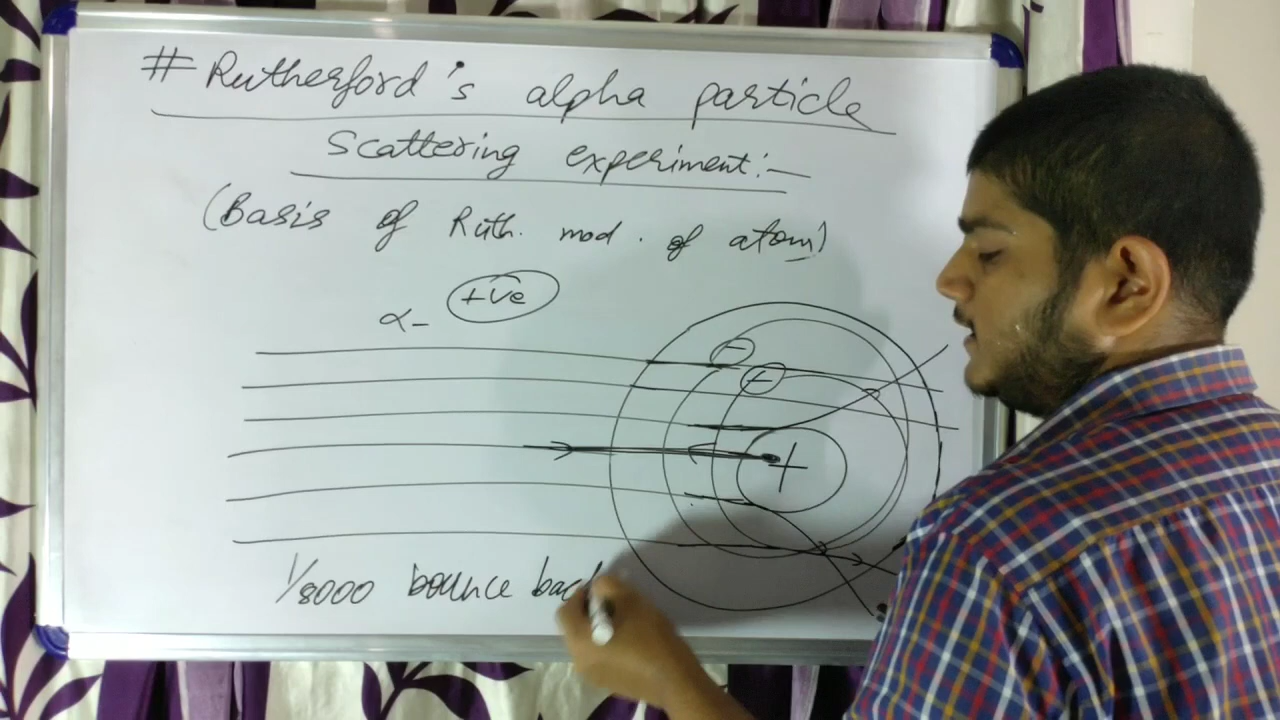 # Rutherford's alpha particle
Scattering experiment:-
(Basis of Ruth. mod. of atom)
α- +ve
-
-
+
1/8000 bounce back